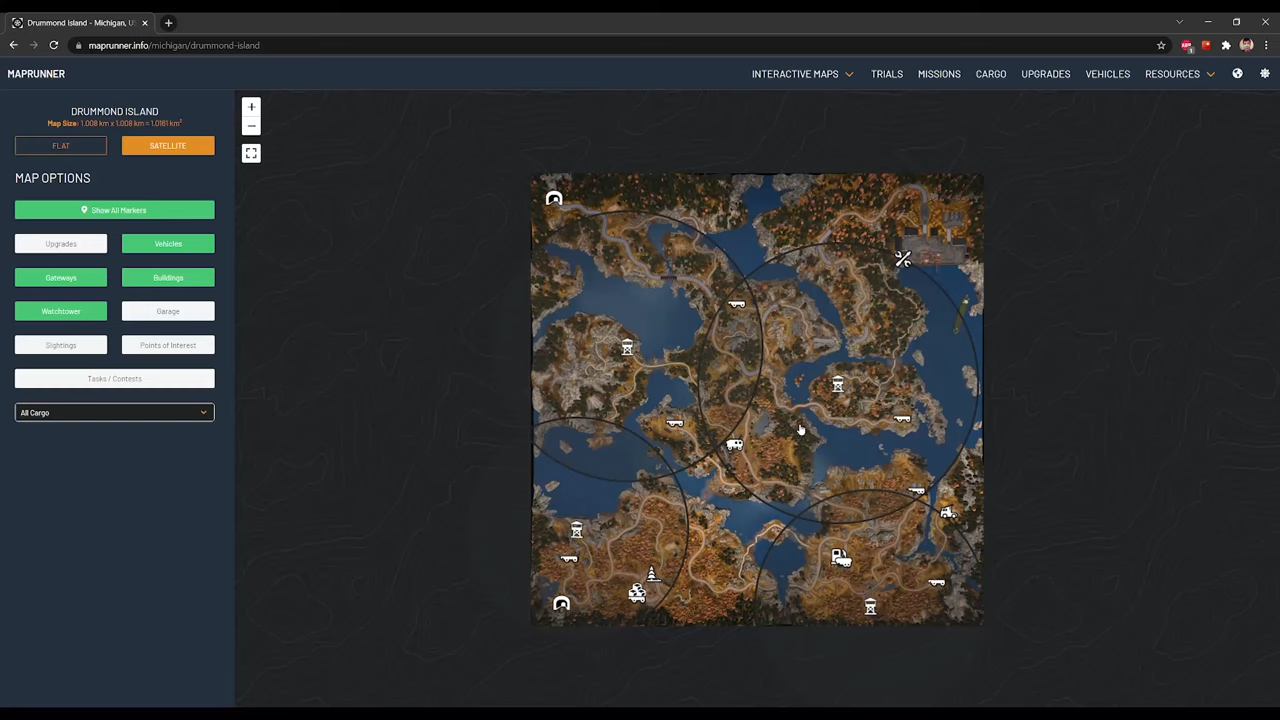 Drummond Island - Michigan, US
maprunner.info/michigan/drummond-island
1
MAPRUNNER
INTERACTIVE MAPS
TRIALS
MISSIONS
CARGO
UPGRADES
VEHICLES
RESOURCES
DRUMMOND ISLAND
Map Size: 1.008 km x 1.008 km = 1.0161 km²
FLAT
SATELLITE
MAP OPTIONS
Show All Markers
Upgrades
Vehicles
Gateways
Buildings
Watchtower
Garage
Sightings
Points of Interest
Tasks / Contests
All Cargo